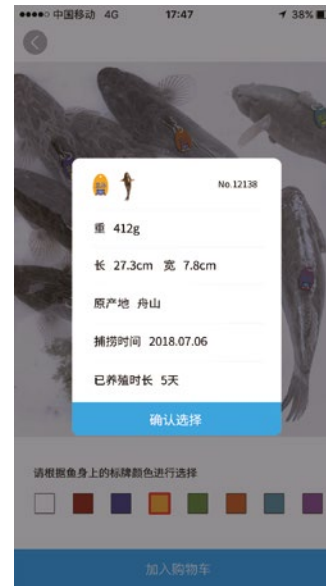 中国移动 4G 17:47 38%
No.12138
重 412g
长 27.3cm 宽 7.8cm
原产地 舟山
捕捞时间 2018.07.06
已养殖时长 5天
确认选择
请根据鱼身上的标牌颜色进行选择
加入购物车